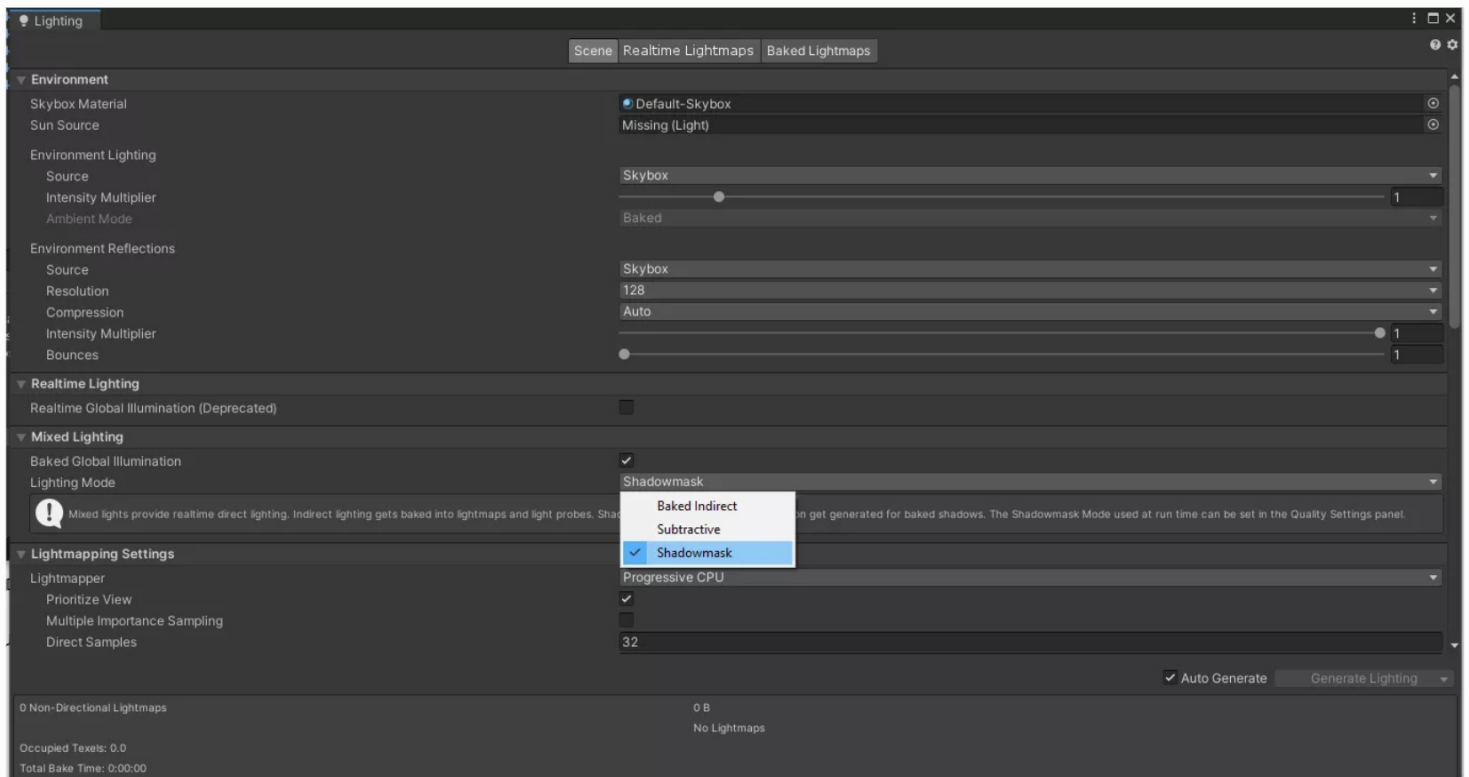 Lighting
Scene Realtime Lightmaps Baked Lightmaps
Environment
Skybox Material Default-Skybox
Sun Source Missing (Light)
Environment Lighting
Source Skybox
Intensity Multiplier 1
Ambient Mode Baked
Environment Reflections
Source Skybox
Resolution 128
Compression Auto
Intensity Multiplier 1
Bounces 1
Realtime Lighting
Realtime Global Illumination (Deprecated)
Mixed Lighting
Baked Global Illumination
Lighting Mode Shadowmask
Baked Indirect
Mixed lights provide realtime direct lighting. Indirect lighting gets baked into lightmaps and light probes. on get generated for baked shadows. The Shadowmask Mode used at run time can be set in the Quality Settings panel.
Subtractive
Shadowmask
Lightmapping Settings
Lightmapper Progressive CPU
Prioritize View
Multiple Importance Sampling
Direct Samples 32
Auto Generate Generate Lighting
0 Non-Directional Lightmaps 0 B
No Lightmaps
Occupied Texels: 0.0
Total Bake Time: 0:00:00